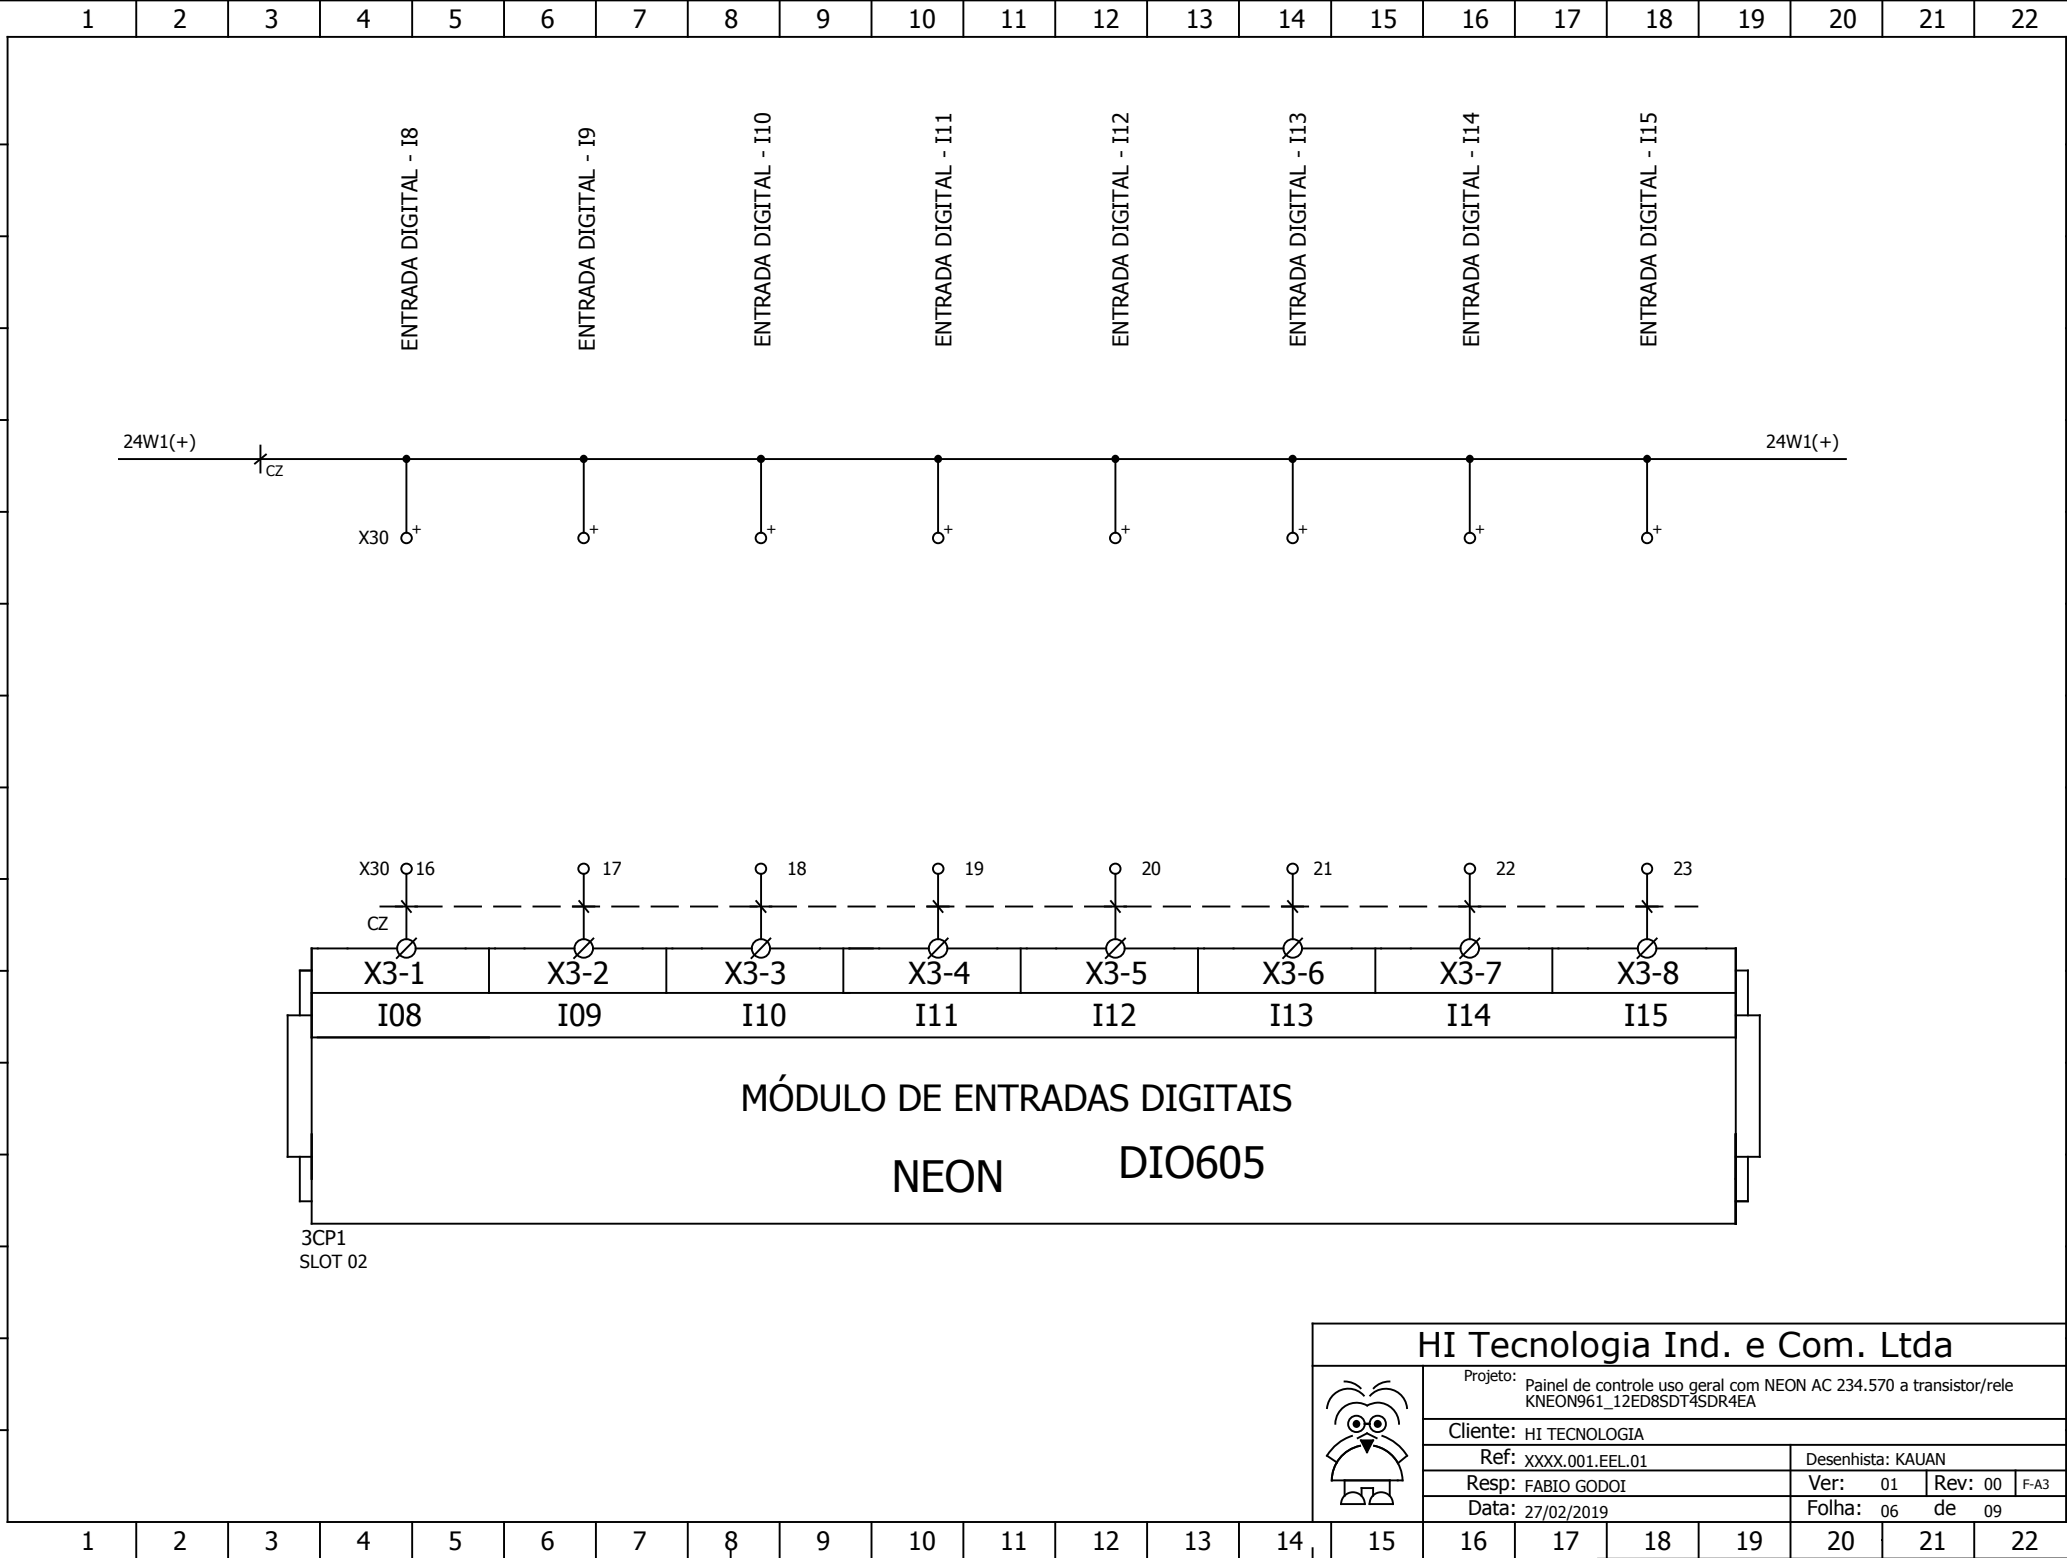 1 2 3 4 5 6 7 8 9 10 11 12 13 14 15 16 17 18 19 20 21 22
ENTRADA DIGITAL - I8
ENTRADA DIGITAL - I9
ENTRADA DIGITAL - I10
ENTRADA DIGITAL - I11
ENTRADA DIGITAL - I12
ENTRADA DIGITAL - I13
ENTRADA DIGITAL - I14
ENTRADA DIGITAL - I15
24W1(+) 24W1(+)
CZ
X30 + + + + + + + +
X30 16 17 18 19 20 21 22 23
CZ
X3-1 X3-2 X3-3 X3-4 X3-5 X3-6 X3-7 X3-8
I08 I09 I10 I11 I12 I13 I14 I15
MÓDULO DE ENTRADAS DIGITAIS
NEON DIO605
3CP1
SLOT 02
HI Tecnologia Ind. e Com. Ltda
Projeto: Painel de controle uso geral com NEON AC 234.570 a transistor/rele
KNEON961_12ED8SDT4SDR4EA
Cliente: HI TECNOLOGIA
Ref: XXXX.001.EEL.01 Desenhista: KAUAN
Resp: FABIO GODOI Ver: 01 Rev: 00 F-A3
Data: 27/02/2019 Folha: 06 de 09
1 2 3 4 5 6 7 8 9 10 11 12 13 14 15 16 17 18 19 20 21 22